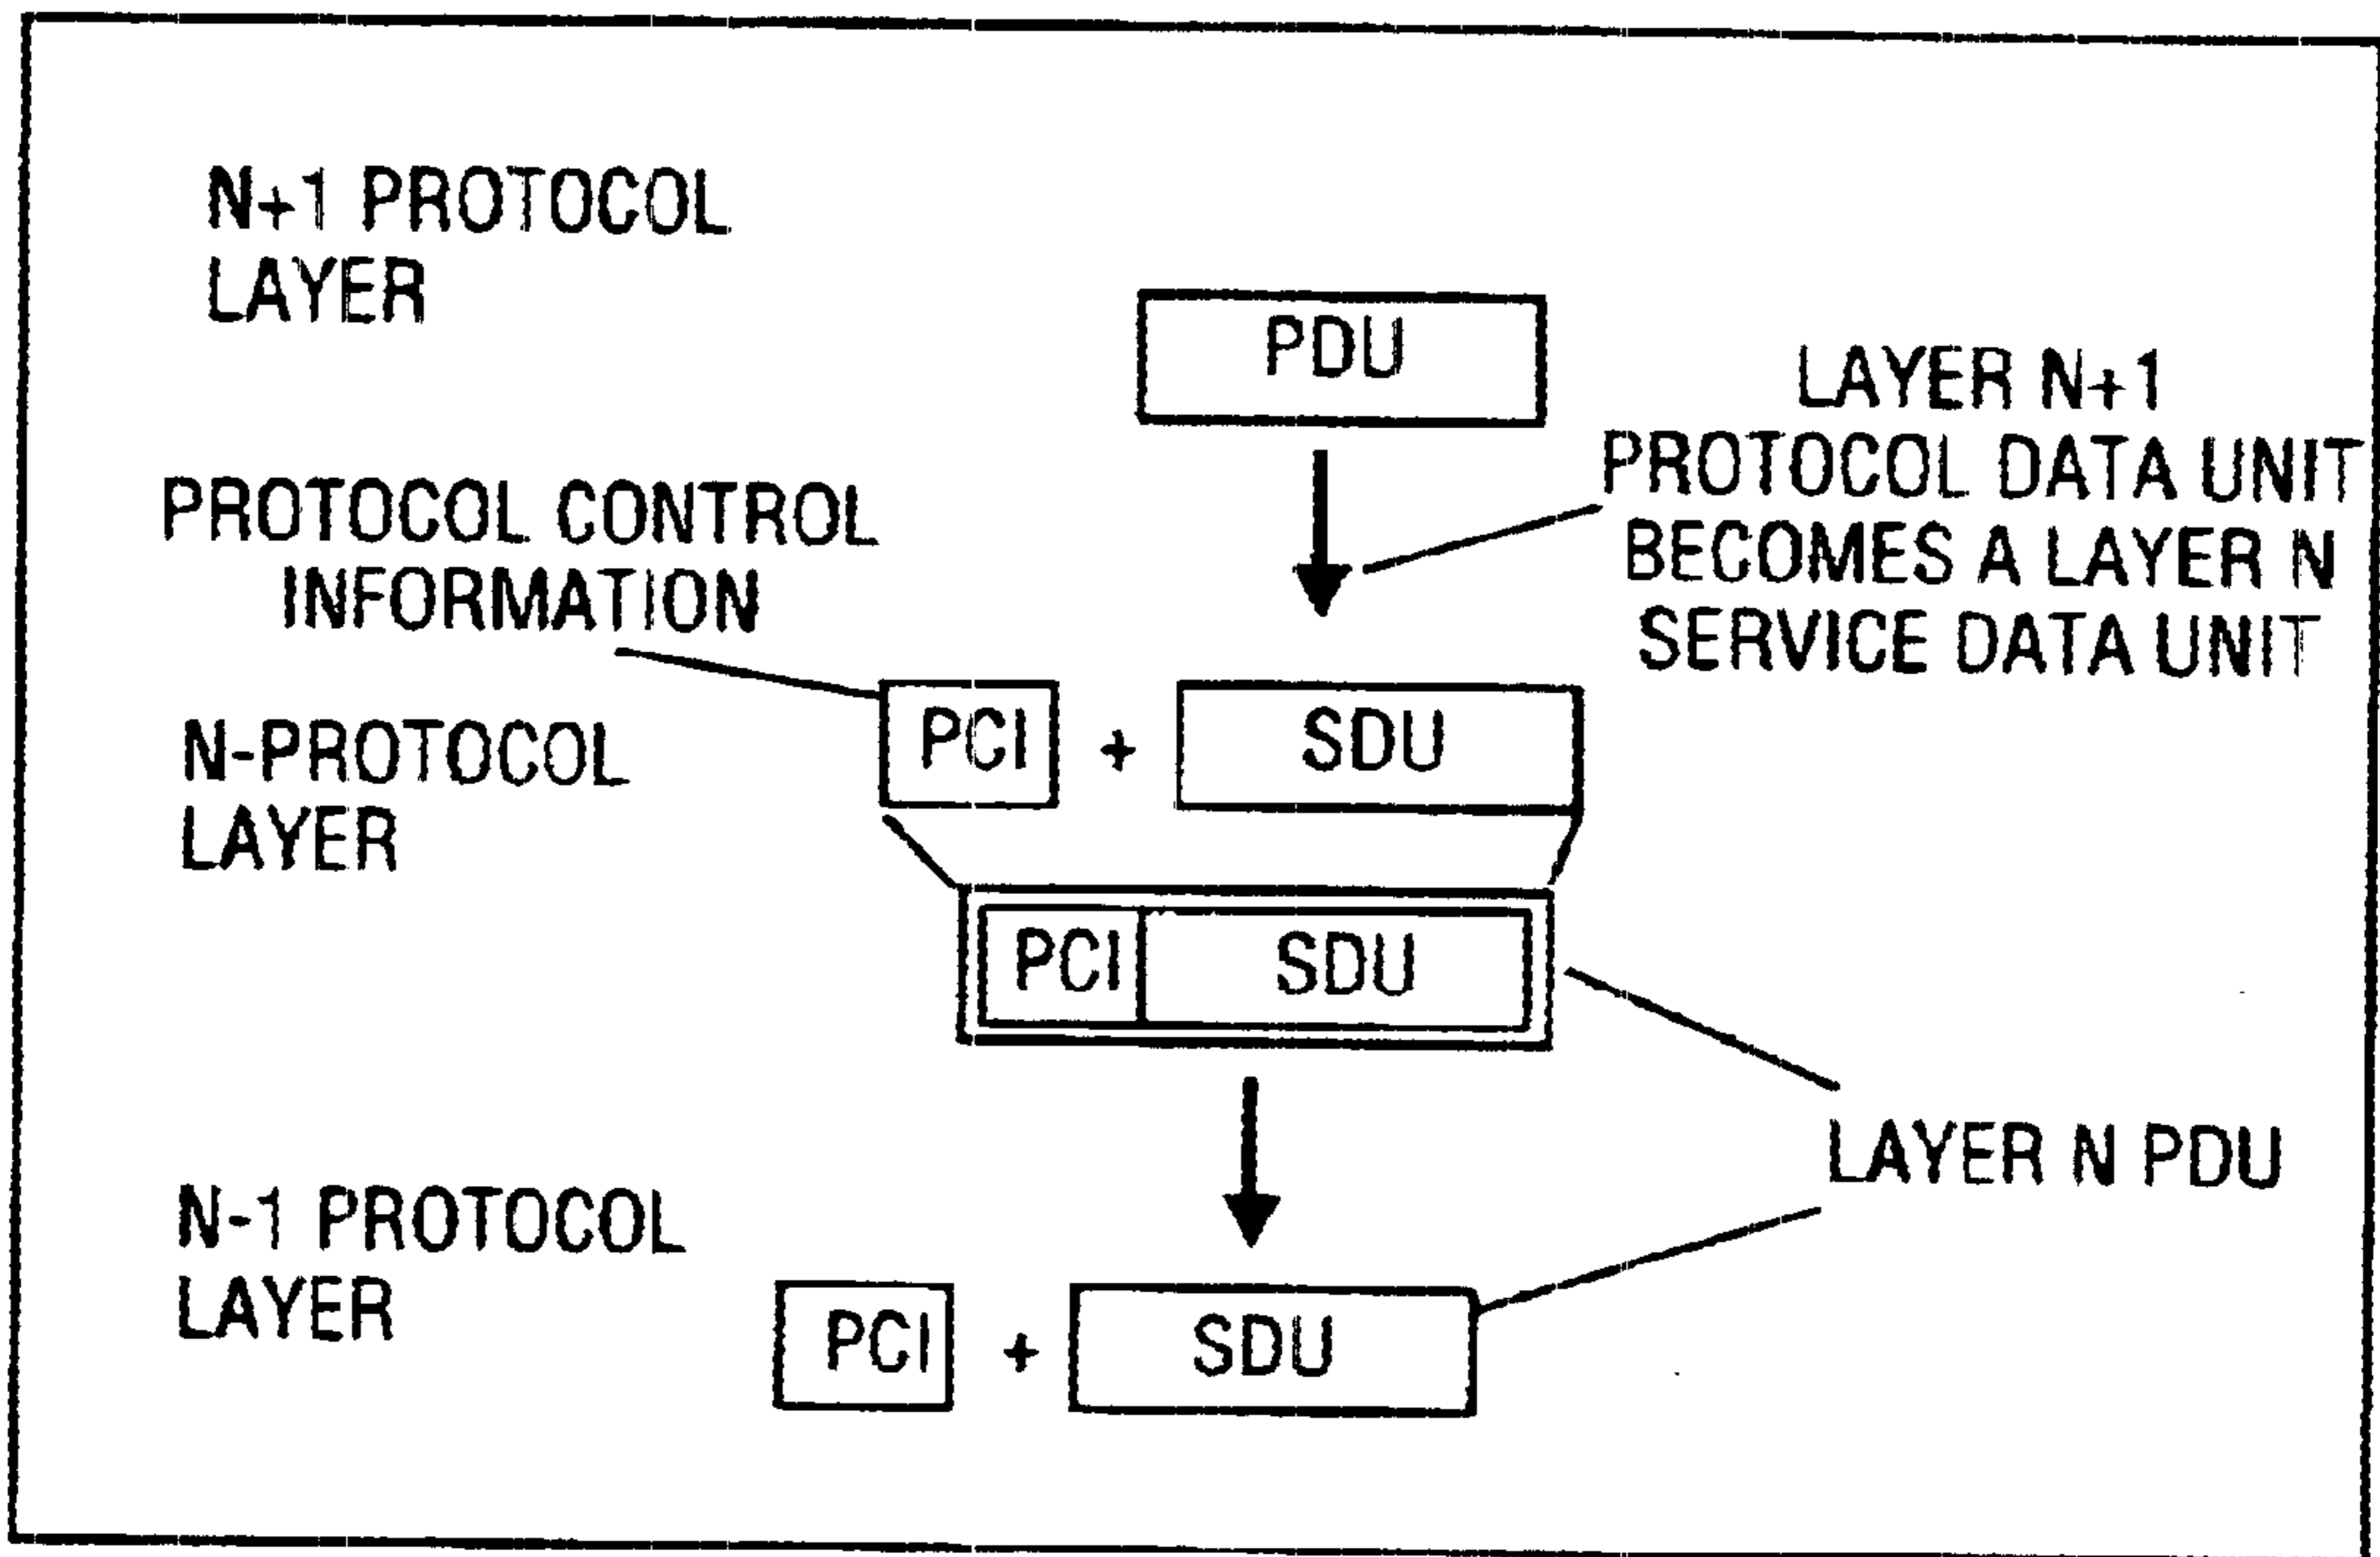 N+1 PROTOCOL
LAYER
PDU
LAYER N+1
PROTOCOL DATA UNIT
BECOMES A LAYER N
SERVICE DATA UNIT
PROTOCOL CONTROL
INFORMATION
N-PROTOCOL
LAYER
PCI + SDU
PCI SDU
LAYER N PDU
N-1 PROTOCOL
LAYER
PCI + SDU